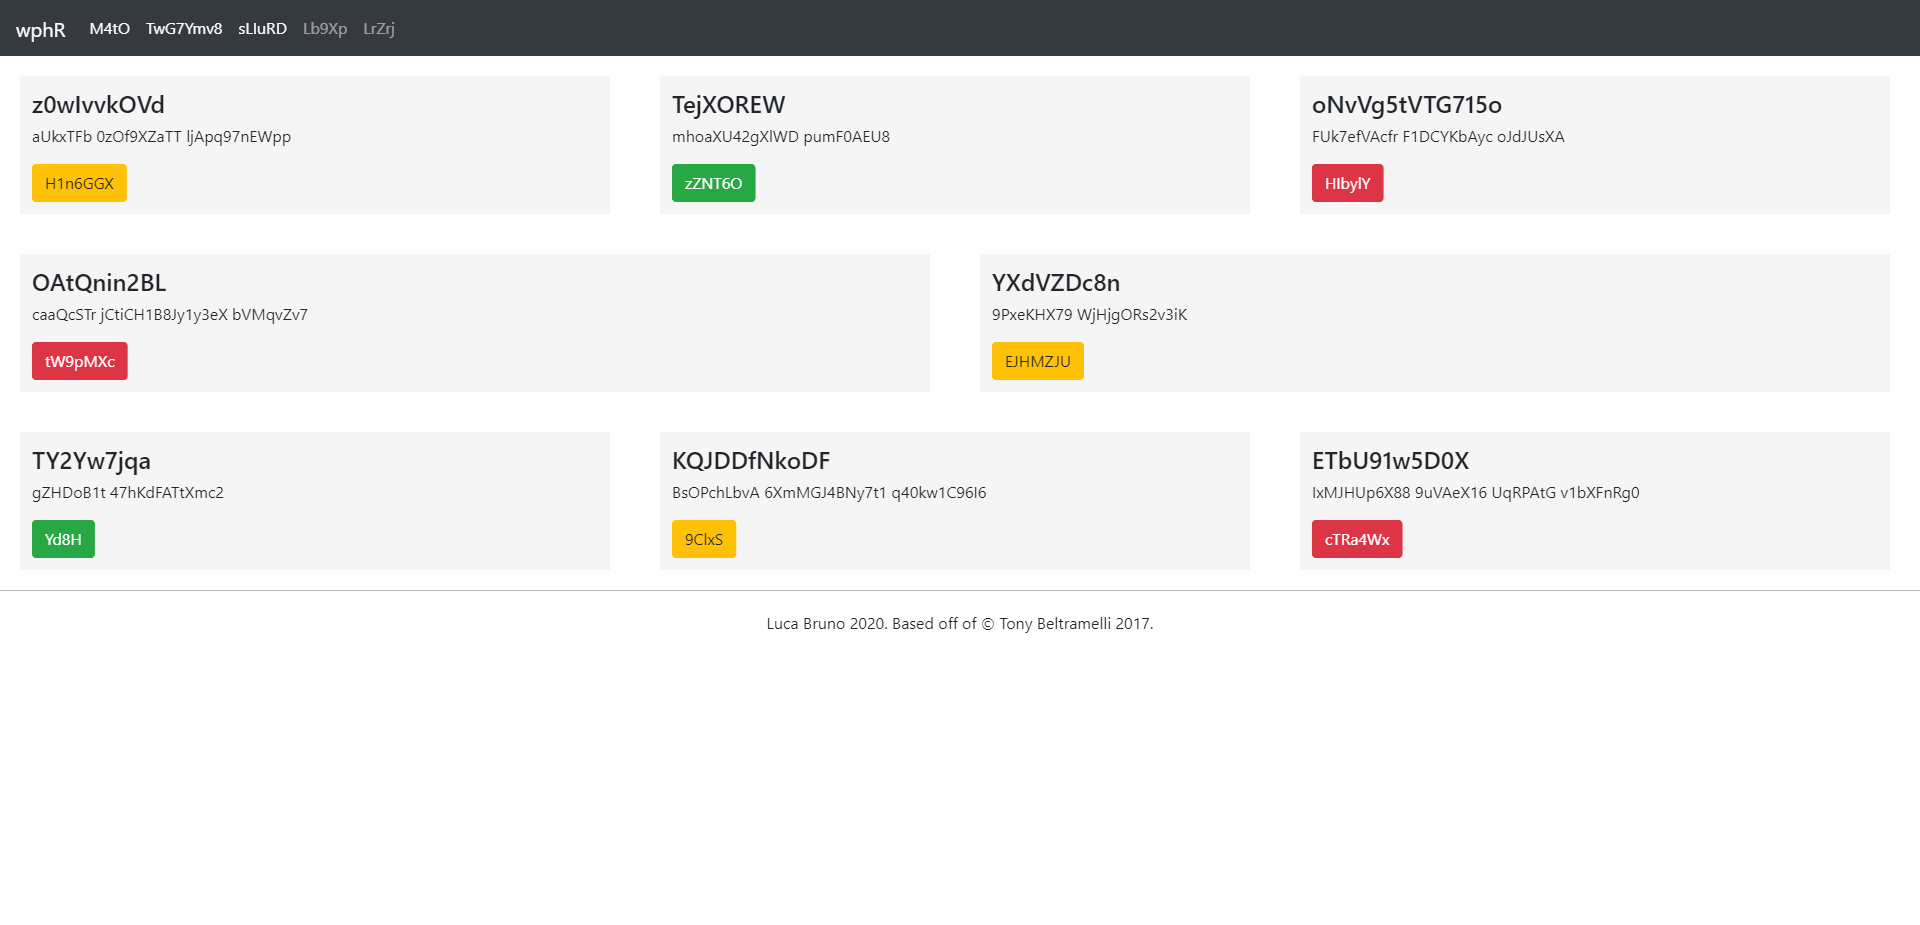 wphR M4tO TwG7Ymv8 sLIuRD Lb9Xp LrZrj
z0wIvvkOVd
aUkxTFb 0zOf9XZaTT ljApq97nEWpp
H1n6GGX
TejXOREW
mhoaXU42gXlWD pumF0AEU8
zZNT6O
oNvVg5tVTG715o
FUk7efVAcfr F1DCYKbAyc oJdJUsXA
HIbylY
OAtQnin2BL
caaQcSTr jCtiCH1B8Jy1y3eX bVMqvZv7
tW9pMXc
YXdVZDc8n
9PxeKHX79 WjHjgORs2v3iK
EJHMZJU
TY2Yw7jqa
gZHDoB1t 47hKdFATtXmc2
Yd8H
KQJDDfNkoDF
BsOPchLbvA 6XmMGJ4BNy7t1 q40kw1C96I6
9ClxS
ETbU91w5D0X
IxMJHUp6X88 9uVAeX16 UqRPAtG v1bXFnRg0
cTRa4Wx
Luca Bruno 2020. Based off of © Tony Beltramelli 2017.